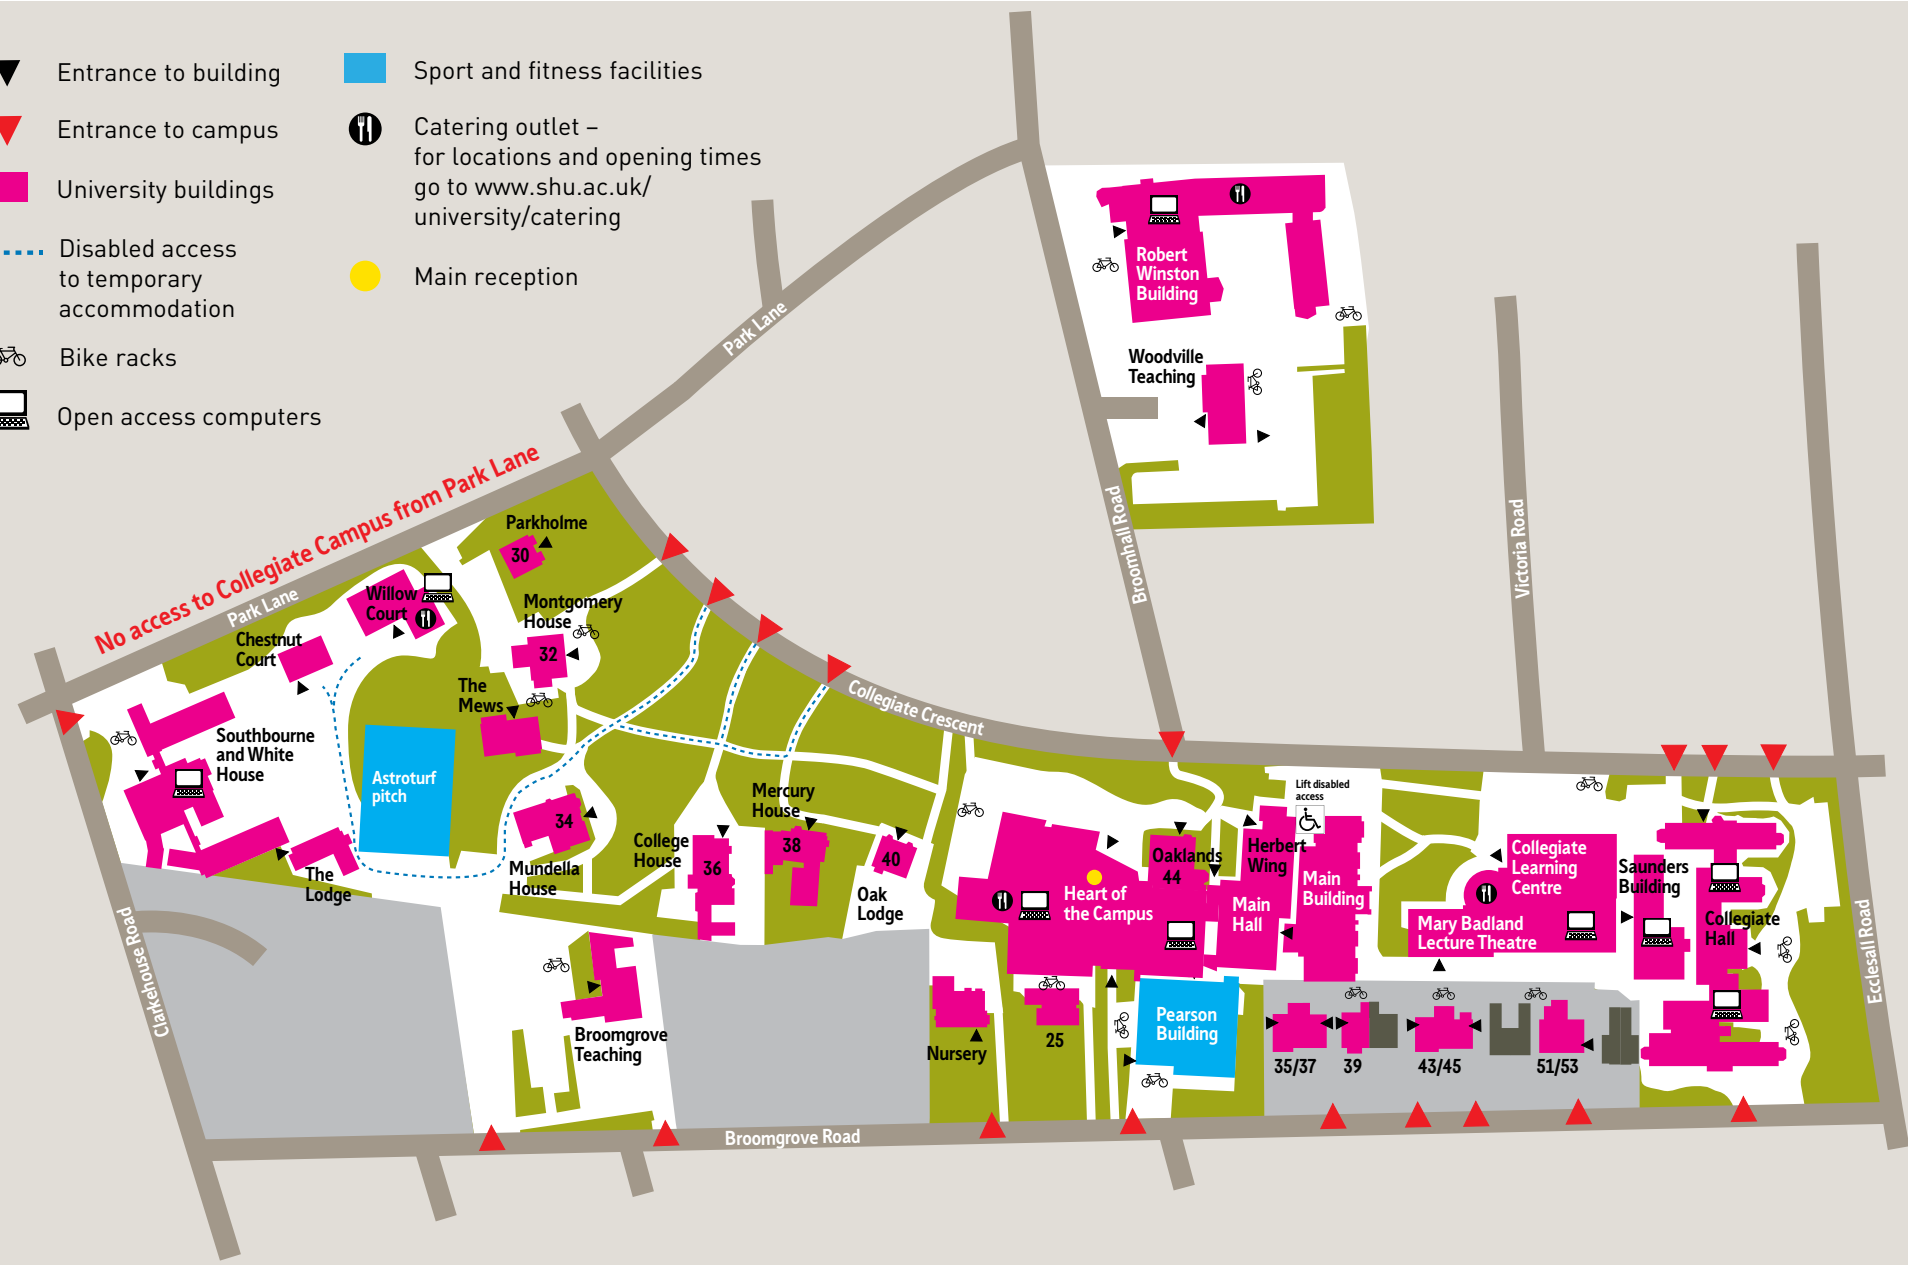 Entrance to building
Entrance to campus
University buildings
Disabled access
to temporary
accommodation
Bike racks
Open access computers
Sport and fitness facilities
Catering outlet –
for locations and opening times
go to www.shu.ac.uk/
university/catering
Main reception
Park Lane
No access to Collegiate Campus from Park Lane
Park Lane
Robert
Winston
Building
Woodville
Teaching
Broomhall Road
Victoria Road
Parkholme
30
Willow
Court
Chestnut
Court
Montgomery
House
32
The
Mews
Collegiate Crescent
Southbourne
and White
House
Astroturf
pitch
34
Mundella
House
The
Lodge
College
House
36
Mercury
House
38
40
Oak
Lodge
Heart of
the Campus
Oaklands
44
Herbert
Wing
Lift disabled
access
Main
Building
Main
Hall
Collegiate
Learning
Centre
Mary Badland
Lecture Theatre
Saunders
Building
Collegiate
Hall
Ecclesall Road
Clarkehouse Road
Broomgrove
Teaching
Nursery
25
Pearson
Building
35/37
39
43/45
51/53
Broomgrove Road